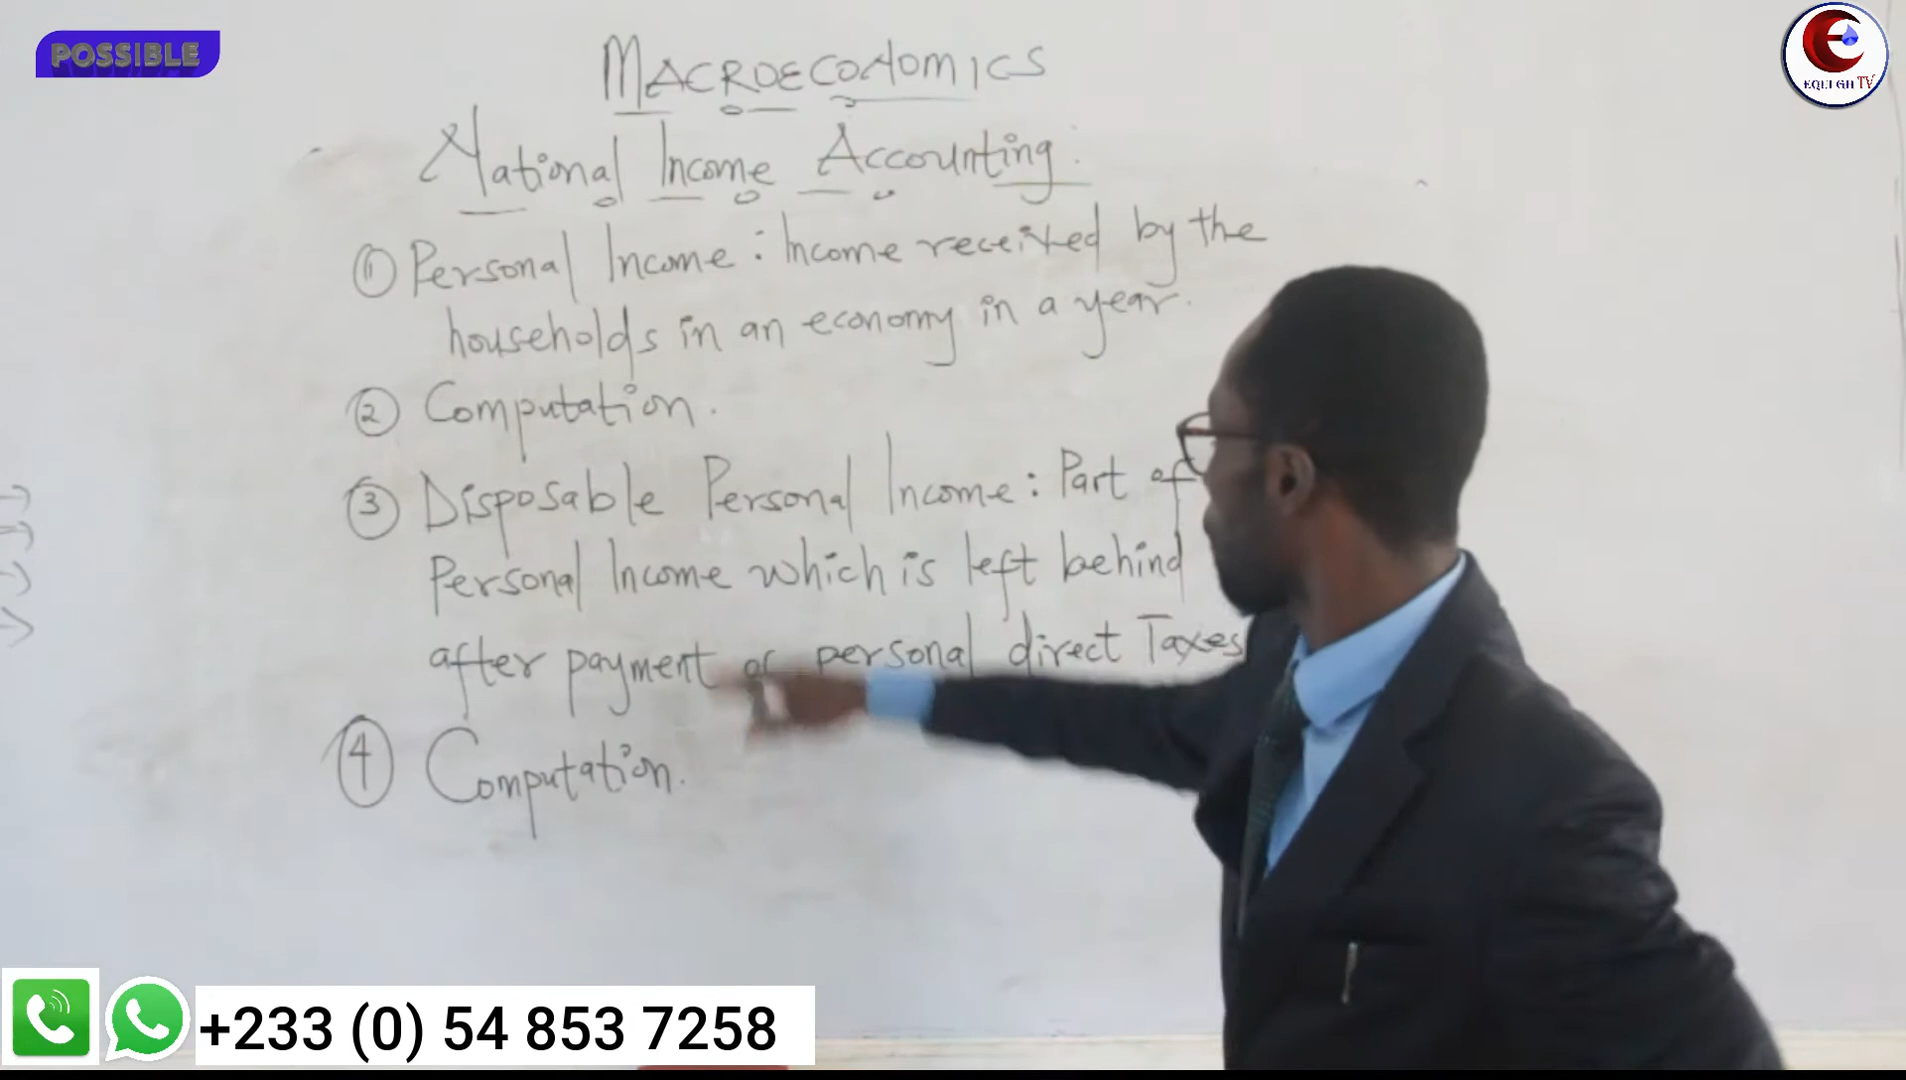 POSSIBLE
EQUI GH TV
MACROECONOMICS
National Income Accounting.
① Personal Income: Income received by the
households in an economy in a year.
② Computation.
③ Disposable Personal Income: Part of
Personal Income which is left behind
after payment of personal direct Taxes
④ Computation.
+233 (0) 54 853 7258